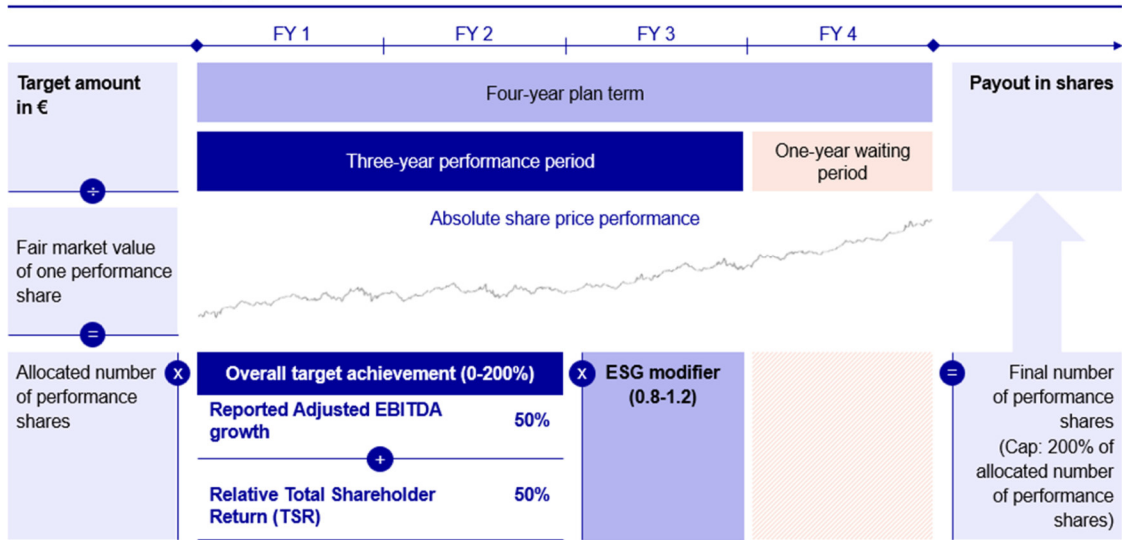 FY 1
FY 2
FY 3
FY 4
Target amount
in €
Four-year plan term
Payout in shares
Three-year performance period
One-year waiting
period
÷
Absolute share price performance
Fair market value
of one performance
share
=
Allocated number
of performance
shares
x
Overall target achievement (0-200%)
Reported Adjusted EBITDA
growth
50%
+
Relative Total Shareholder
Return (TSR)
50%
x
ESG modifier
(0.8-1.2)
=
Final number
of performance
shares
(Cap: 200% of
allocated number
of performance
shares)